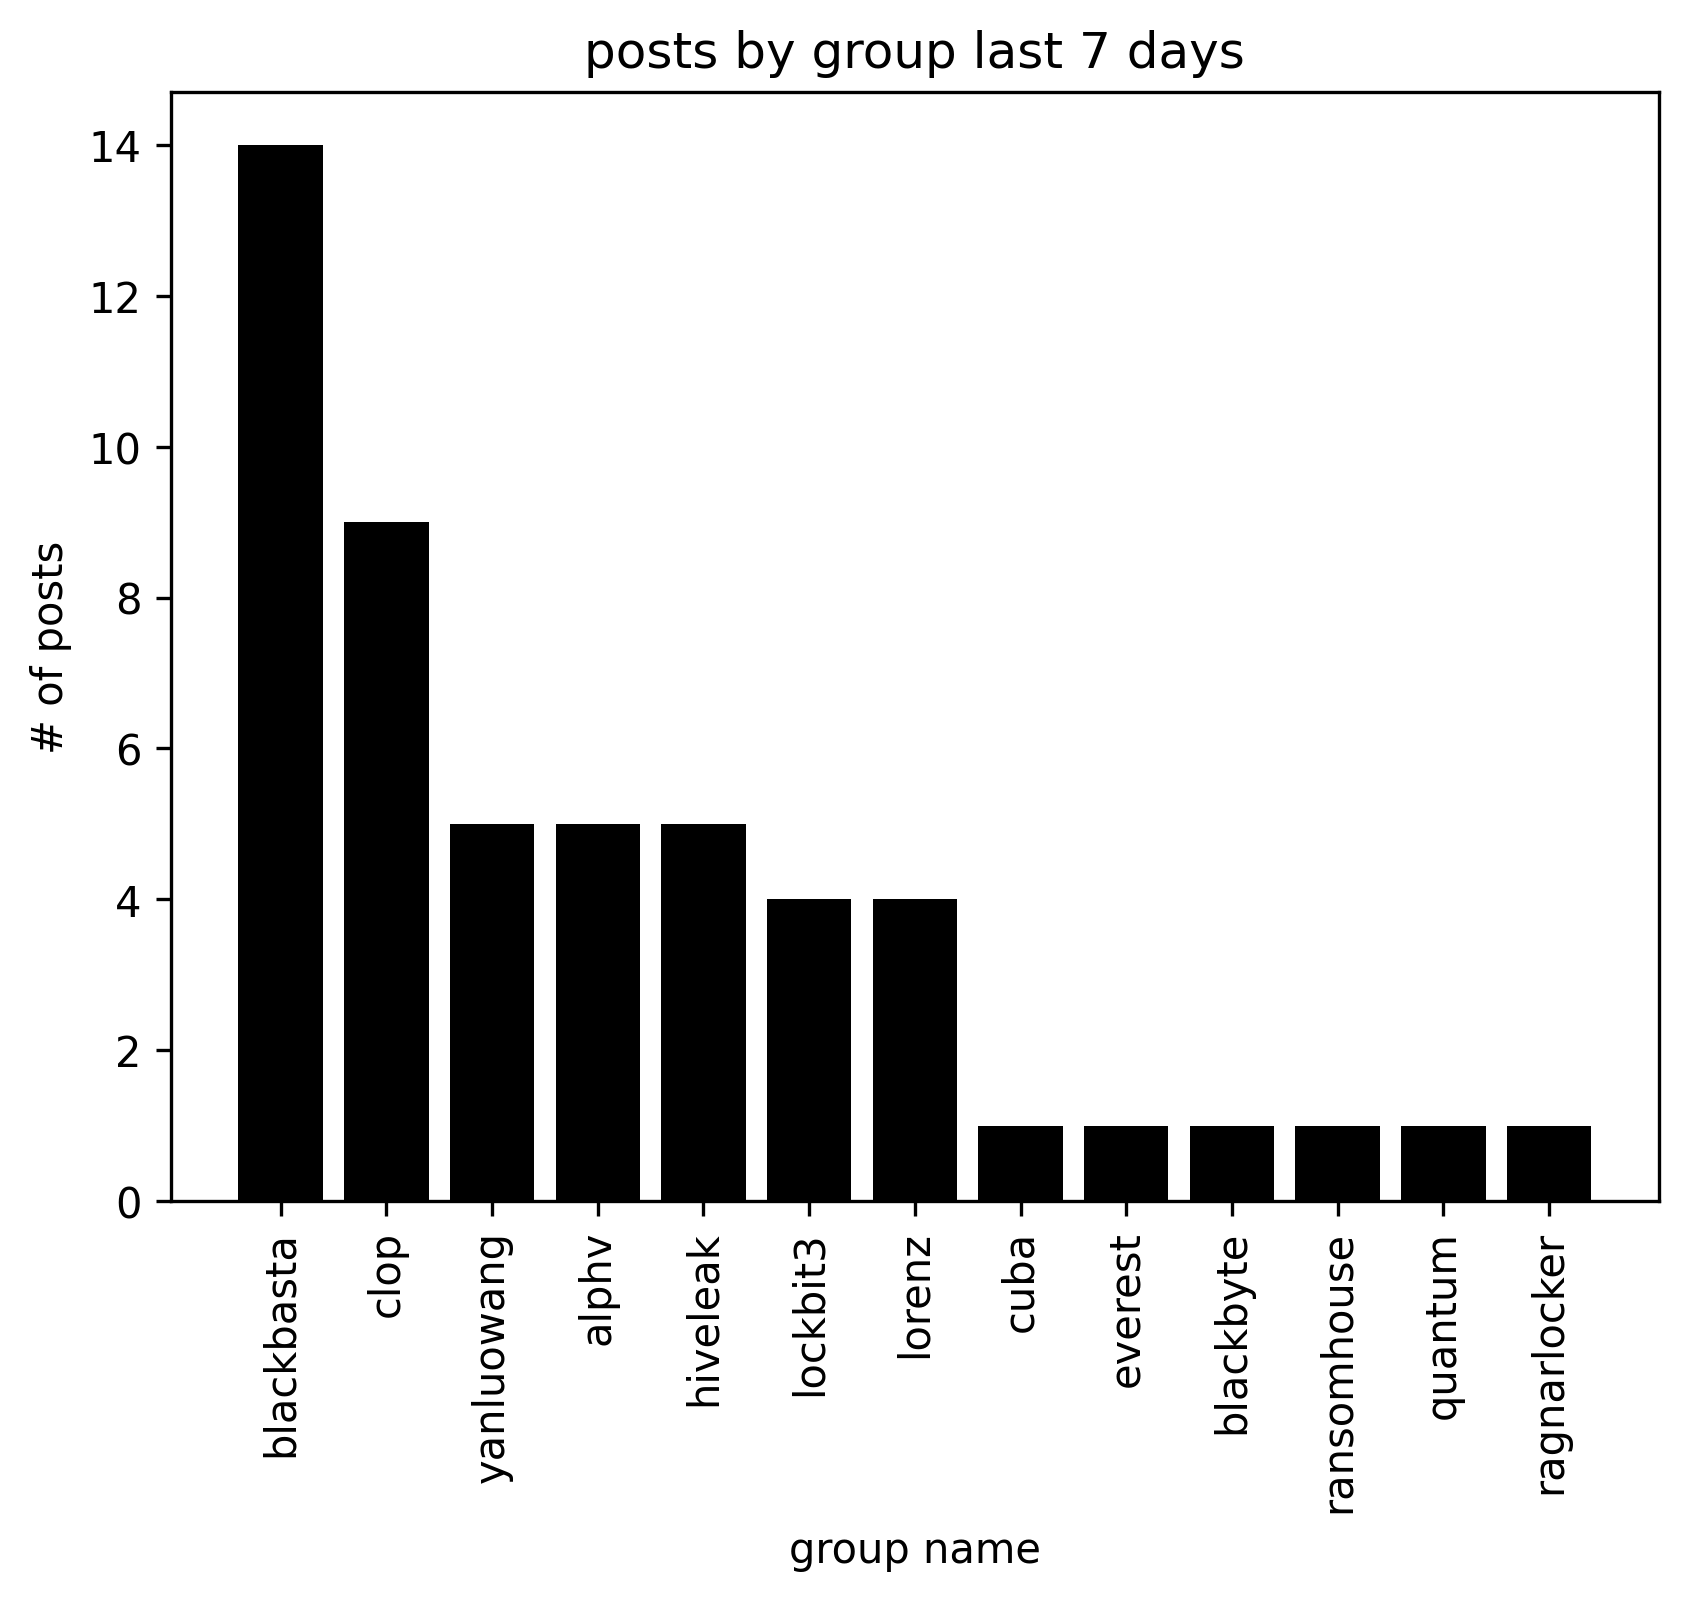 posts by group last 7 days
# of posts
14
12
10
8
6
4
2
0
blackbasta
clop
yanluowang
alphv
hiveleak
lockbit3
lorenz
cuba
everest
blackbyte
ransomhouse
quantum
ragnarlocker
group name